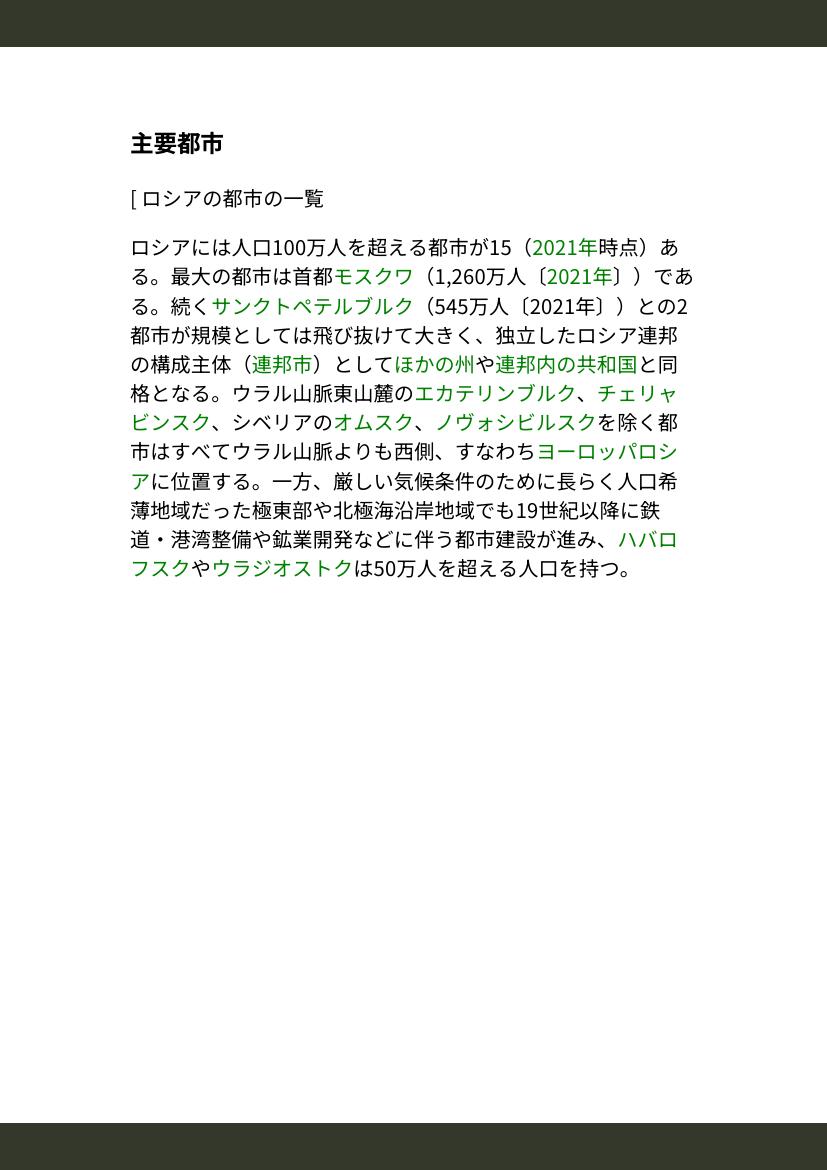 主要都市
[ ロシアの都市の一覧
ロシアには人口100万人を超える都市が15（2021年時点）あ
る。最大の都市は首都モスクワ（1,260万人〔2021年〕）であ
る。続くサンクトペテルブルク（545万人〔2021年〕）との2
都市が規模としては飛び抜けて大きく、独立したロシア連邦
の構成主体（連邦市）としてほかの州や連邦内の共和国と同
格となる。ウラル山脈東山麓のエカテリンブルク、チェリャ
ビンスク、シベリアのオムスク、ノヴォシビルスクを除く都
市はすべてウラル山脈よりも西側、すなわちヨーロッパロシ
アに位置する。一方、厳しい気候条件のために長らく人口希
薄地域だった極東部や北極海沿岸地域でも19世紀以降に鉄
道・港湾整備や鉱業開発などに伴う都市建設が進み、ハバロ
フスクやウラジオストクは50万人を超える人口を持つ。